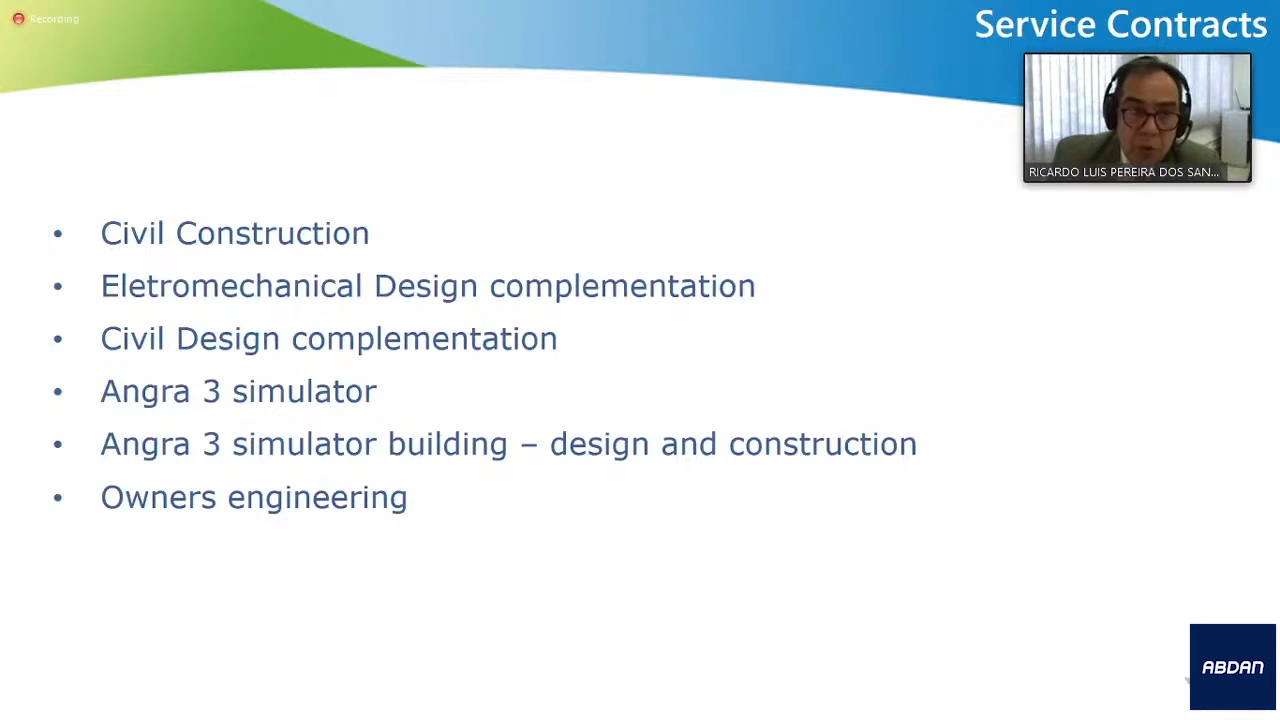 Recording
Service Contracts
RICARDO LUIS PEREIRA DOS SAN...
• Civil Construction
• Eletromechanical Design complementation
• Civil Design complementation
• Angra 3 simulator
• Angra 3 simulator building – design and construction
• Owners engineering
ABDAN